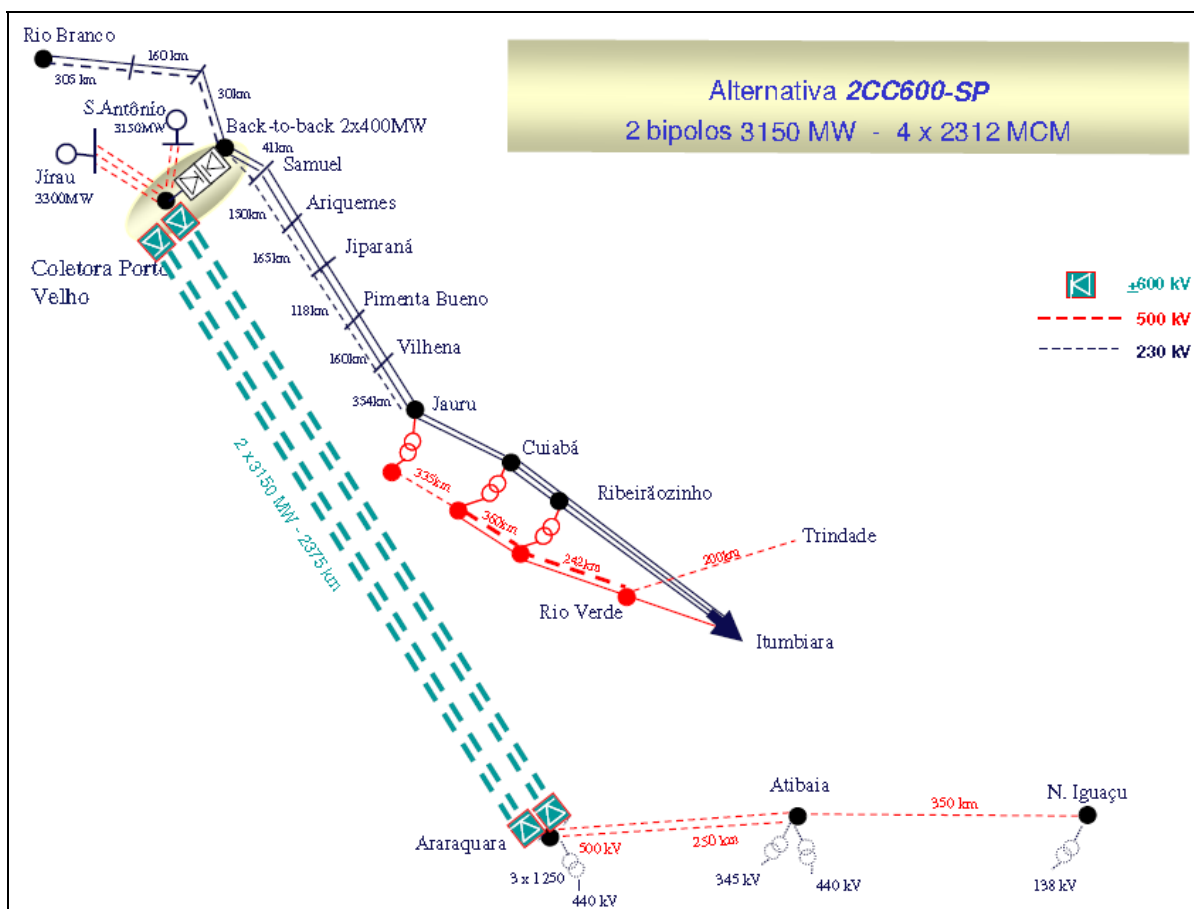 Rio Branco
160 km
305 km
30km
S.Antônio
3150MW
Jirau
3300MW
Back-to-back 2x400MW
41km
Samuel
150km
Ariquemes
165km
Jiparaná
118km
Pimenta Bueno
160km
Vilhena
354km
Jauru
Coletora Porto
Velho
Alternativa 2CC600-SP
2 bipolos 3150 MW - 4 x 2312 MCM
±600 kV
500 kV
230 kV
Cuiabá
335km
Ribeirãozinho
360km
242km
Trindade
200km
Rio Verde
Itumbiara
2 x 3150 MW - 2375 km
Atibaia
350 km
N. Iguaçu
Araraquara
500 kV
250 km
3 x 1250
440 kV
345 kV
440 kV
138 kV